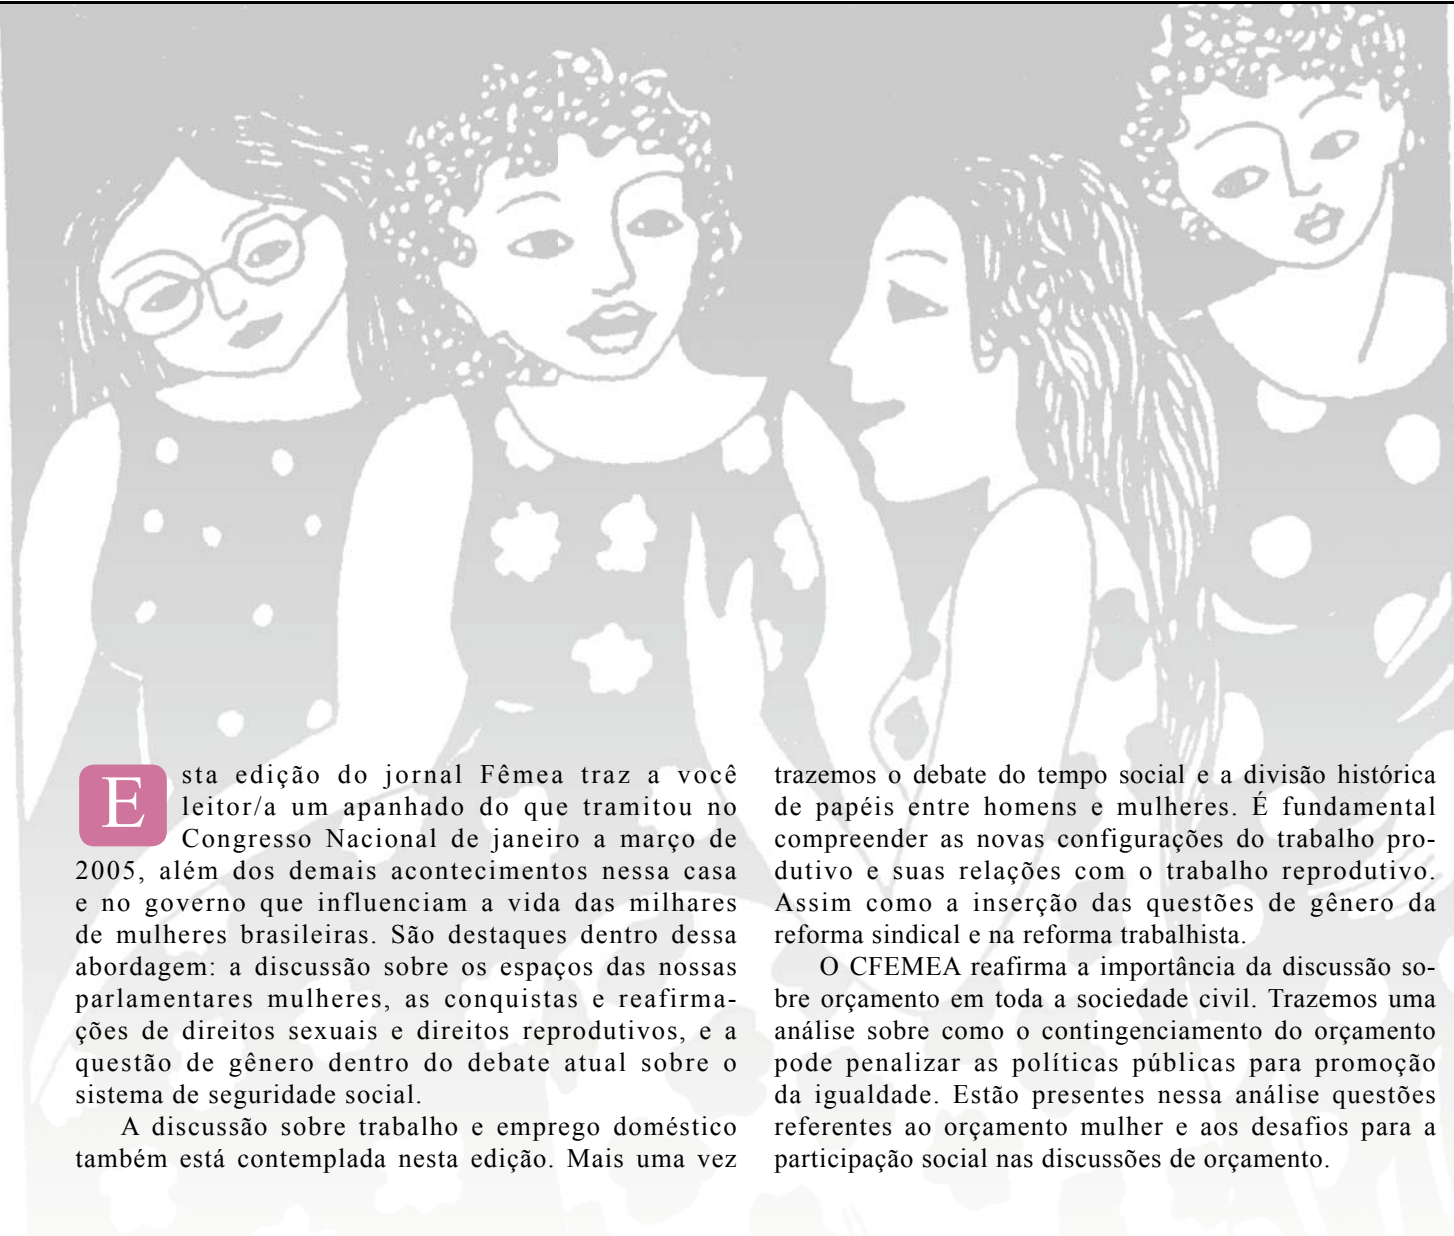 Esta edição do jornal Fêmea traz a você
leitor/a um apanhado do que tramitou no
Congresso Nacional de janeiro a março de
2005, além dos demais acontecimentos nessa casa
e no governo que influenciam a vida das milhares
de mulheres brasileiras. São destaques dentro dessa
abordagem: a discussão sobre os espaços das nossas
parlamentares mulheres, as conquistas e reafirma-
ções de direitos sexuais e direitos reprodutivos, e a
questão de gênero dentro do debate atual sobre o
sistema de seguridade social.
A discussão sobre trabalho e emprego doméstico
também está contemplada nesta edição. Mais uma vez
trazemos o debate do tempo social e a divisão histórica
de papéis entre homens e mulheres. É fundamental
compreender as novas configurações do trabalho pro-
dutivo e suas relações com o trabalho reprodutivo.
Assim como a inserção das questões de gênero da
reforma sindical e na reforma trabalhista.
O CFEMEA reafirma a importância da discussão so-
bre orçamento em toda a sociedade civil. Trazemos uma
análise sobre como o contingenciamento do orçamento
pode penalizar as políticas públicas para promoção
da igualdade. Estão presentes nessa análise questões
referentes ao orçamento mulher e aos desafios para a
participação social nas discussões de orçamento.